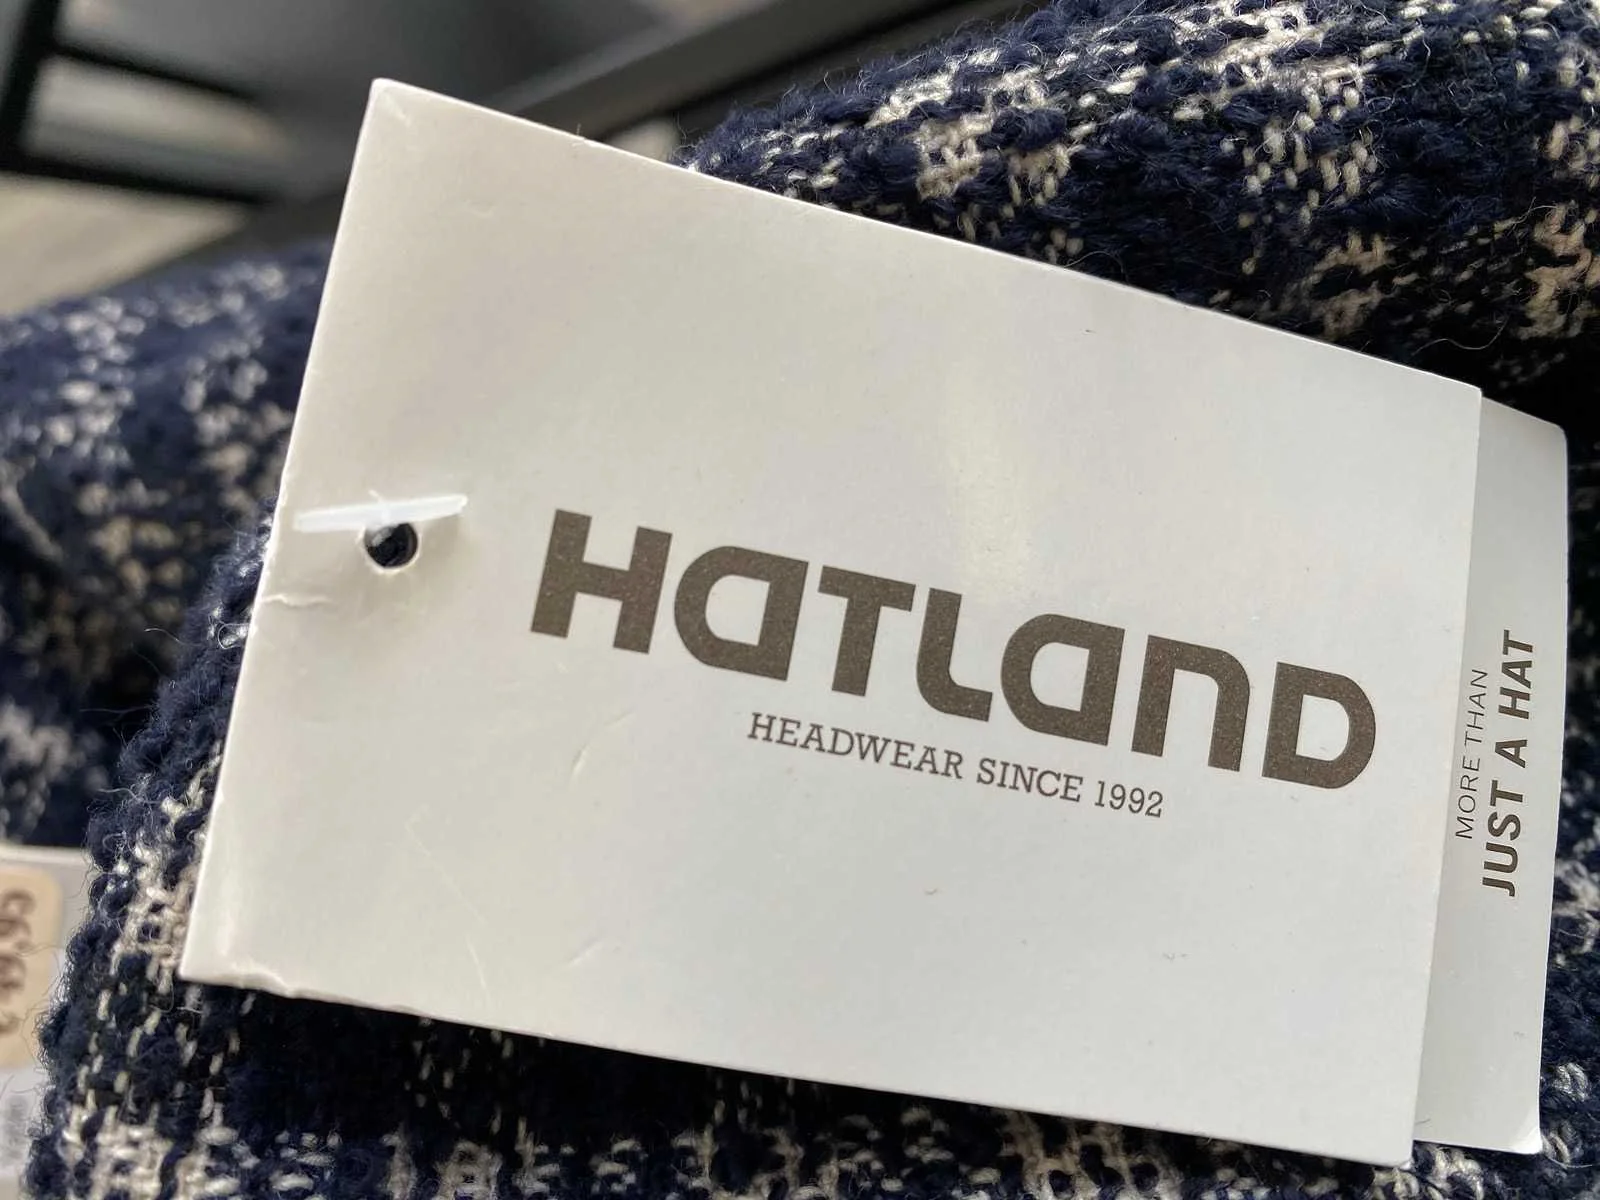 HATLAND
HEADWEAR SINCE 1992
MORE THAN
JUST A HAT